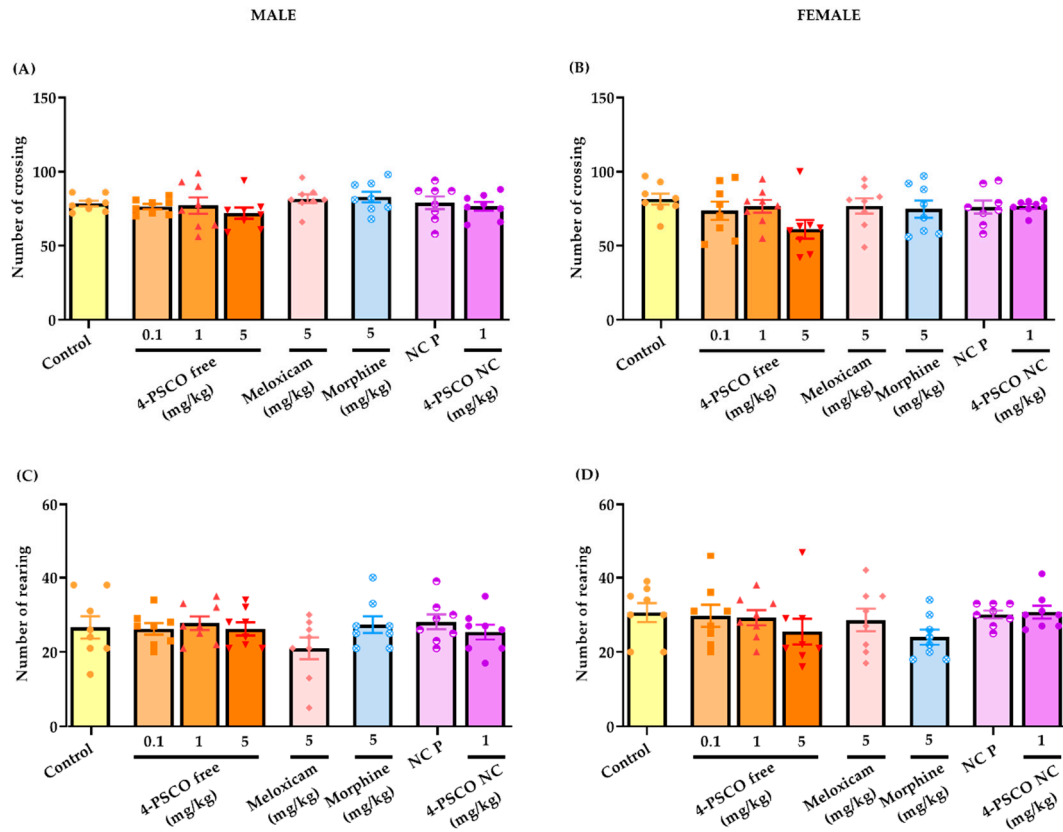 MALE
FEMALE
(A)
(B)
Number of crossing
150
100
50
0
Control
0.1
1
5
4-PSCO free
(mg/kg)
5
Meloxicam
(mg/kg)
5
Morphine
(mg/kg)
NC P
1
4-PSCO NC
(mg/kg)
Number of crossing
150
100
50
0
Control
0.1
1
5
4-PSCO free
(mg/kg)
5
Meloxicam
(mg/kg)
5
Morphine
(mg/kg)
NC P
1
4-PSCO NC
(mg/kg)
(C)
(D)
Number of rearing
60
40
20
0
Control
0.1
1
5
4-PSCO free
(mg/kg)
5
Meloxicam
(mg/kg)
5
Morphine
(mg/kg)
NC P
1
4-PSCO NC
(mg/kg)
Number of rearing
60
40
20
0
Control
0.1
1
5
4-PSCO free
(mg/kg)
5
Meloxicam
(mg/kg)
5
Morphine
(mg/kg)
NC P
1
4-PSCO NC
(mg/kg)